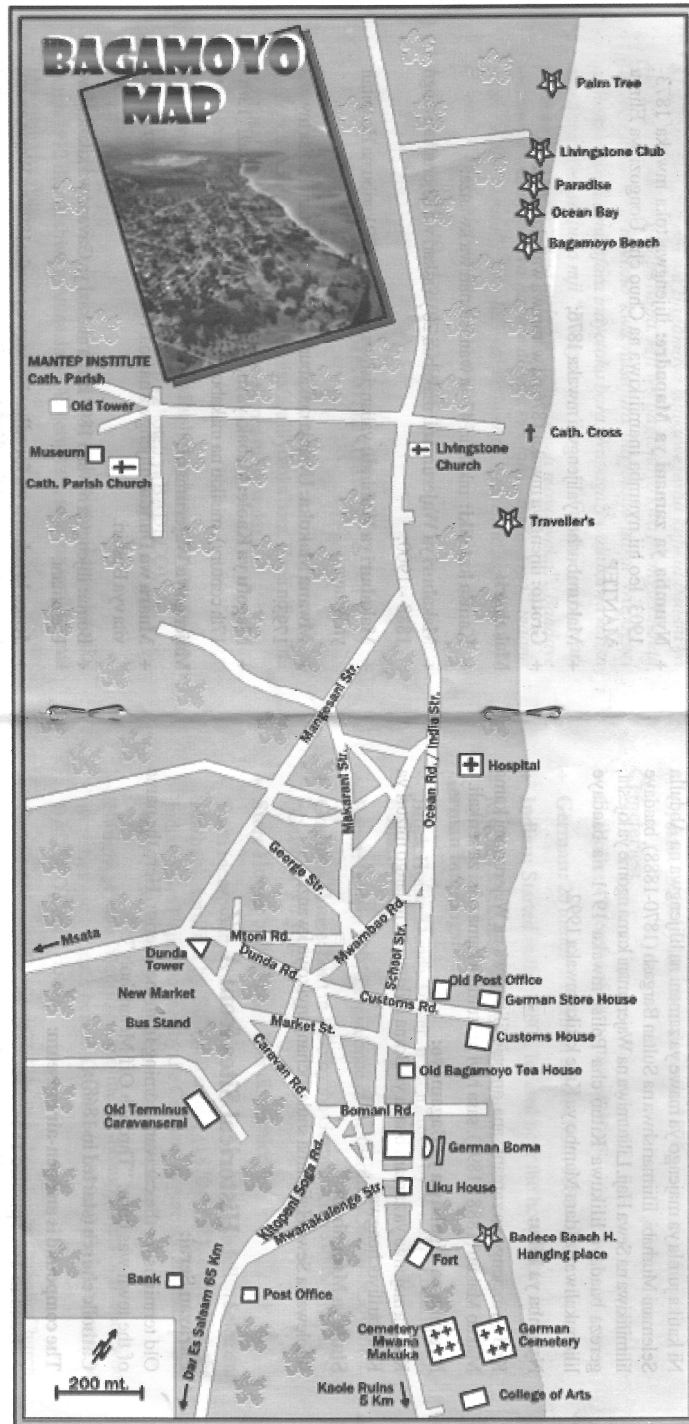 BAGAMOYO
MAP
Palm Tree
Livingstone Club
Paradise
Ocean Bay
Bagamoyo Beach
MANTEP INSTITUTE
Cath. Parish
Old Tower
Museum
Cath. Parish Church
Livingstone
Church
Cath. Cross
Traveller's
Mangesani Str.
Makarani Str.
Ocean Rd. / India Str.
Hospital
George Str.
Mwambao Rd.
School Str.
Msata
Dunda
Tower
Mtoni Rd.
Dunda Rd.
Customs Rd.
Old Post Office
German Store House
New Market
Bus Stand
Market St.
Customs House
Caravan Rd.
Old Bagamoyo Tea House
Old Terminus
Caravanserai
Bomani Rd.
German Boma
Kitopeni Soga Rd.
Mwanakalenge Str.
Liku House
Badeco Beach H.
Hanging place
Fort
Bank
Post Office
Dar Es Salaam 65 Km
Cemetery
Mwana
Makuka
German
Cemetery
N
200 mt.
Kaole Ruins
5 Km
College of Arts